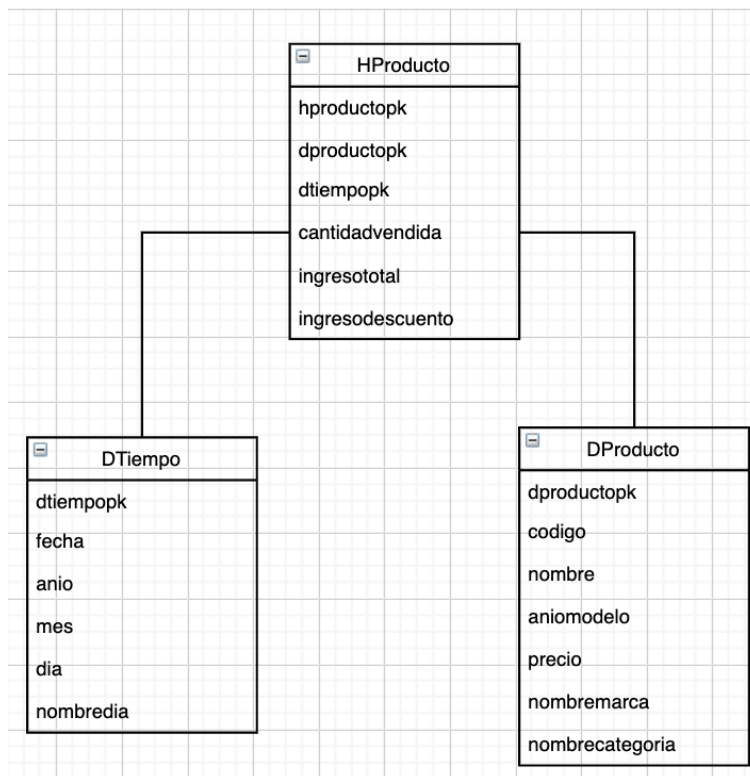 HProducto
hproductopk
dproductopk
dtiempopk
cantidadvendida
ingresototal
ingresodescuento
DTiempo
dtiempopk
fecha
anio
mes
dia
nombredia
DProducto
dproductopk
codigo
nombre
aniomodelo
precio
nombremarca
nombrecategoria